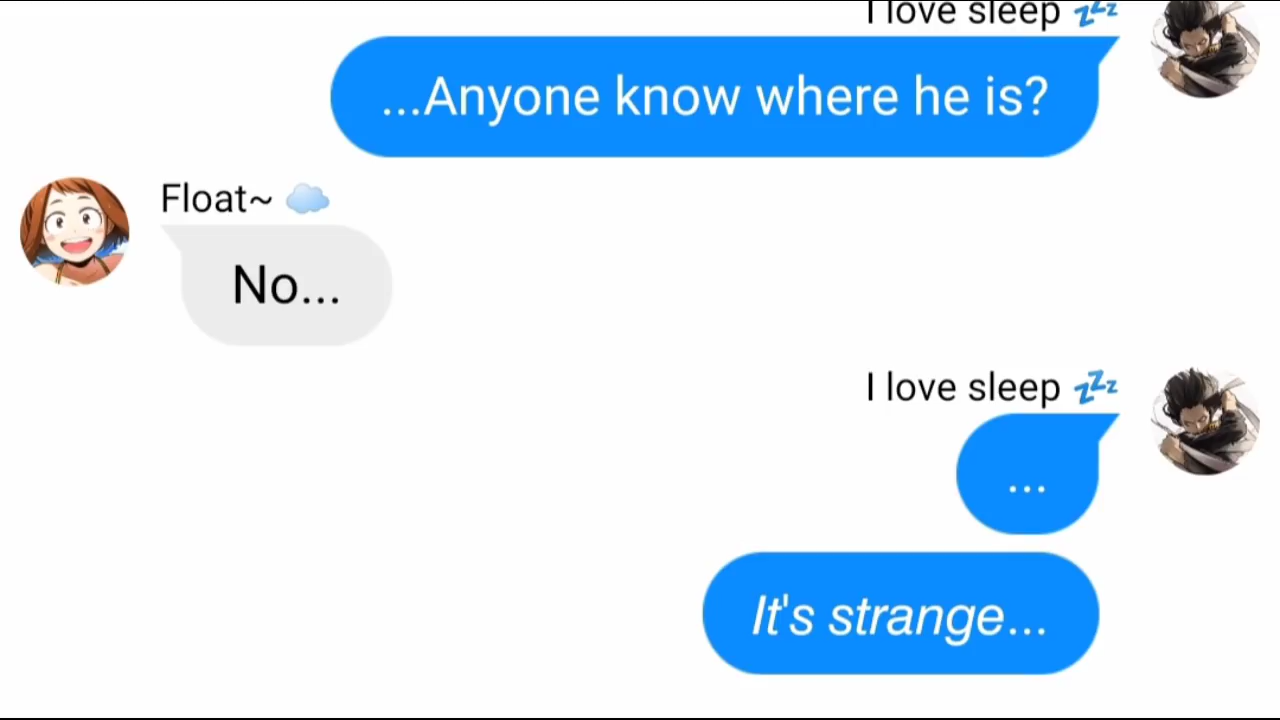 I love sleep 💤
...Anyone know where he is?
Float~ ☁️
No...
I love sleep 💤
...
It's strange...